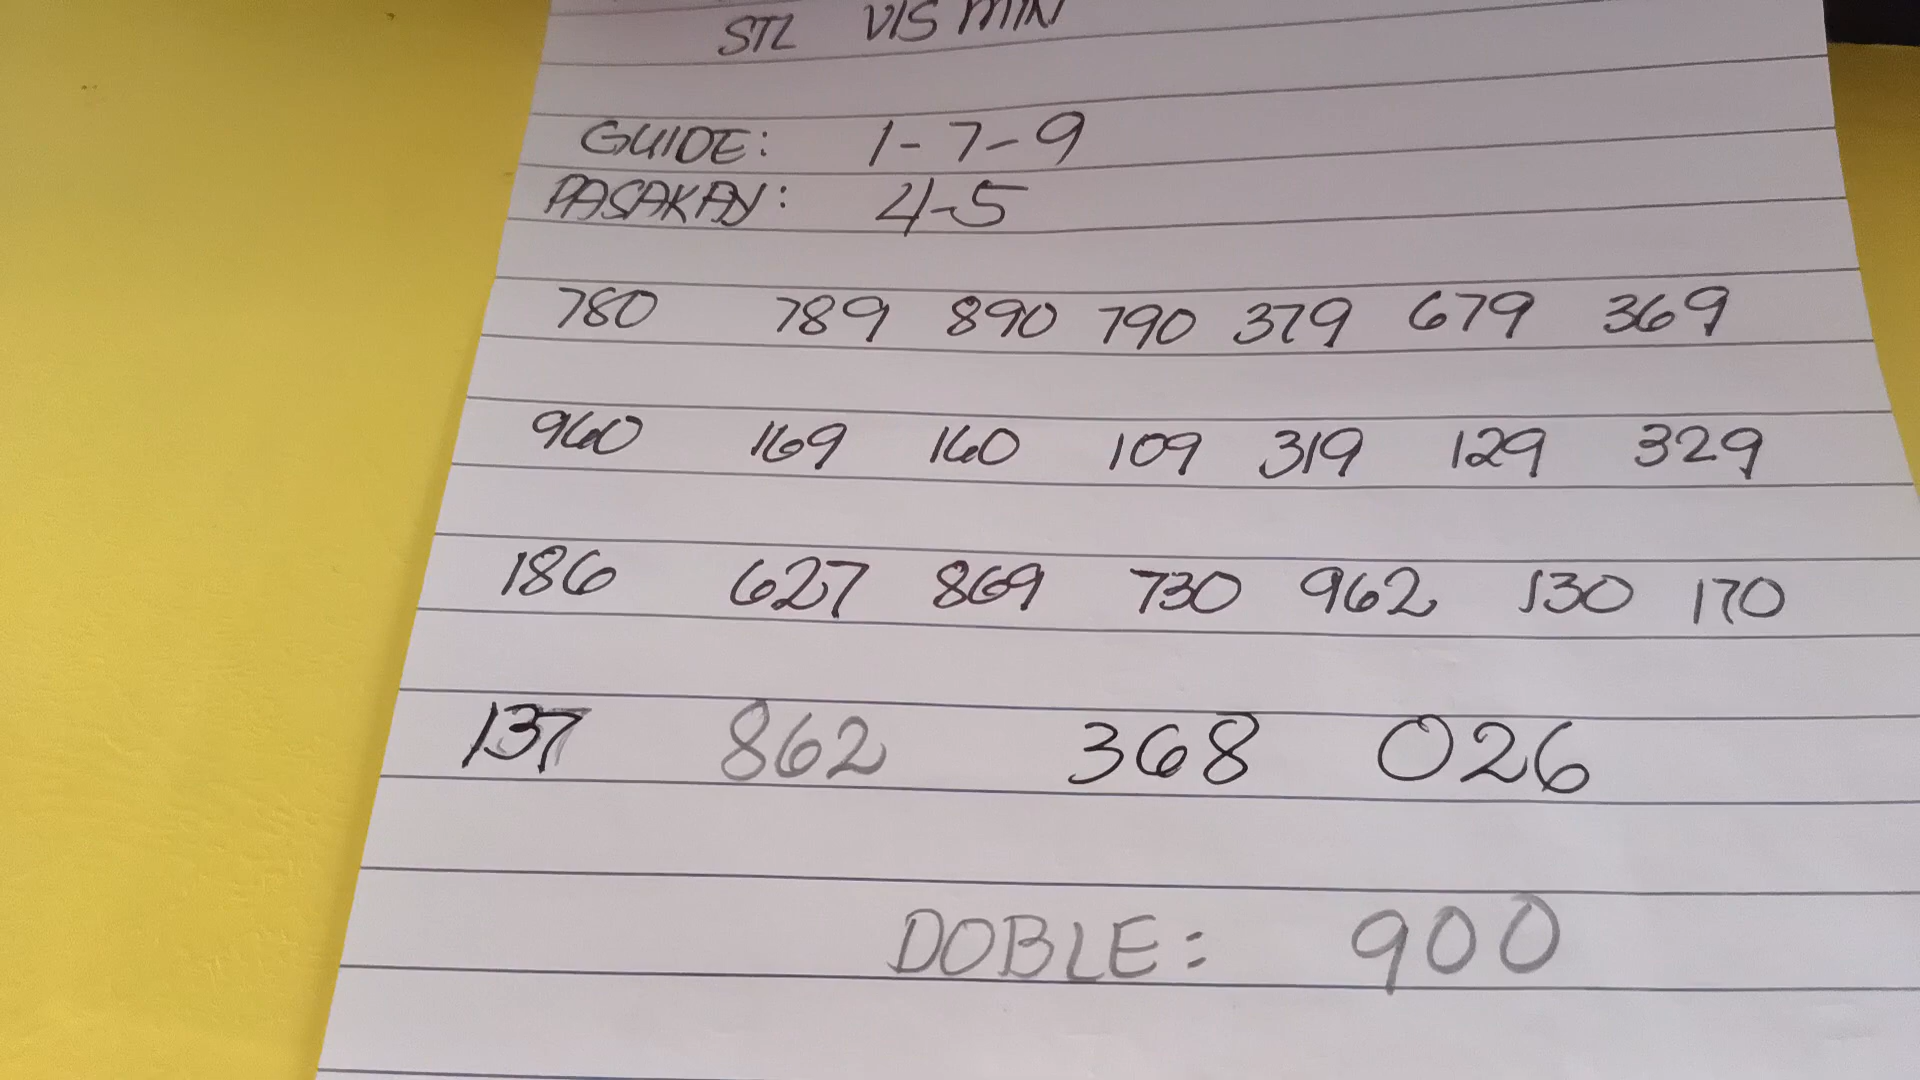 STL VIS MIN
GUIDE: 1-7-9
PASAKAY: 4-5
780 789 890 790 379 679 369
960 169 160 109 319 129 329
186 627 869 730 962 130 170
137 862 368 026
DOBLE: 900